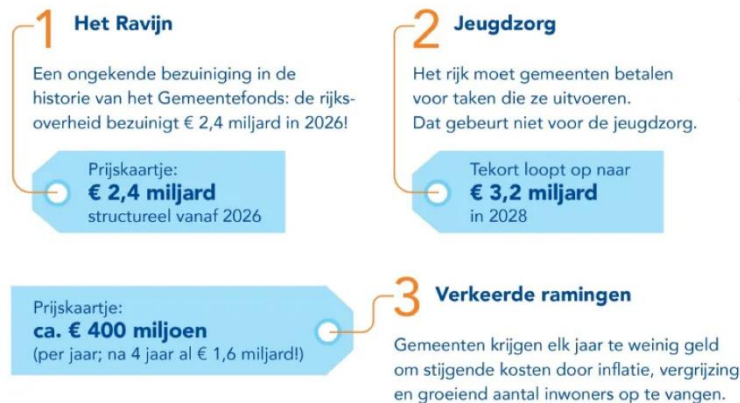 1 Het Ravijn
Een ongekende bezuiniging in de
historie van het Gemeentefonds: de rijks-
overheid bezuinigt € 2,4 miljard in 2026!
Prijskaartje:
€ 2,4 miljard
structureel vanaf 2026
2 Jeugdzorg
Het rijk moet gemeenten betalen
voor taken die ze uitvoeren.
Dat gebeurt niet voor de jeugdzorg.
Tekort loopt op naar
€ 3,2 miljard
in 2028
3 Verkeerde ramingen
Gemeenten krijgen elk jaar te weinig geld
om stijgende kosten door inflatie, vergrijzing
en groeiend aantal inwoners op te vangen.
Prijskaartje:
ca. € 400 miljoen
(per jaar; na 4 jaar al € 1,6 miljard!)